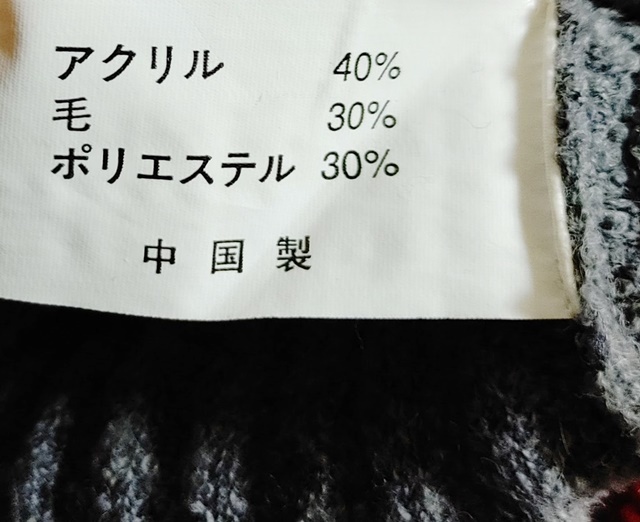 アクリル 40%
毛 30%
ポリエステル 30%
中国製